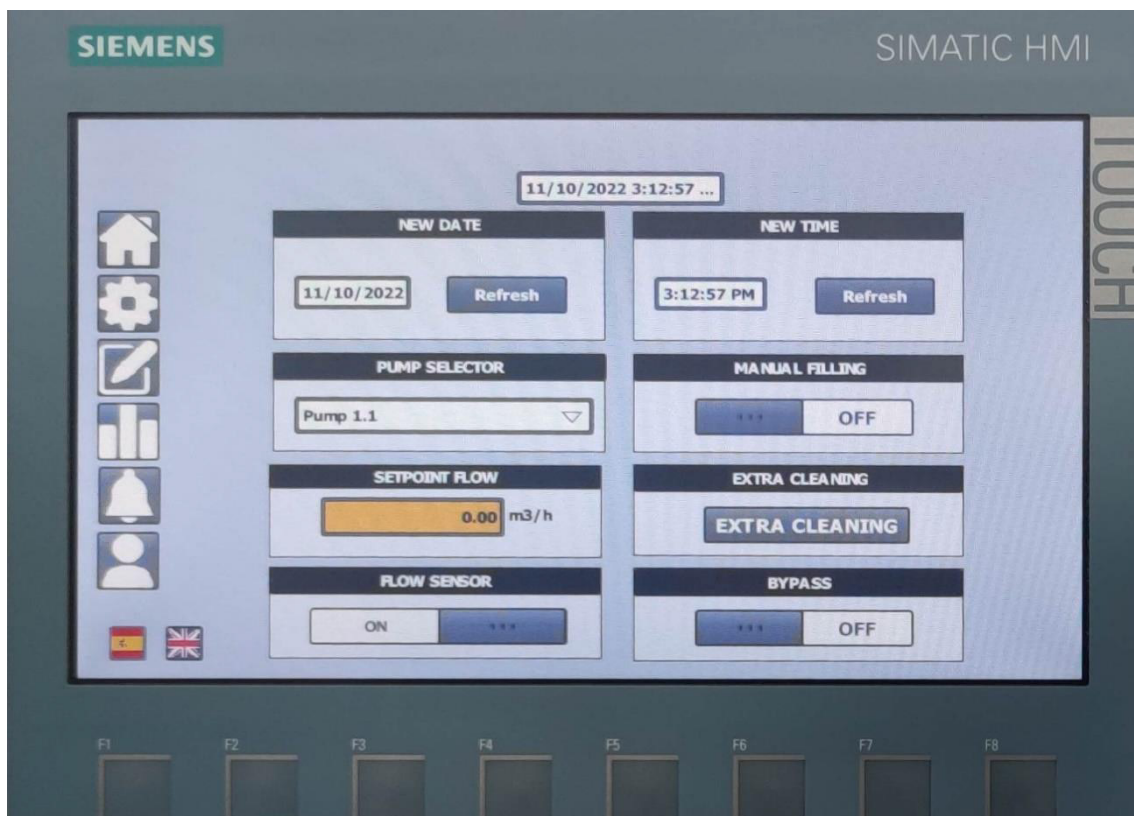 SIEMENS
SIMATIC HMI
TOUCH
11/10/2022 3:12:57 ...
NEW DATE
NEW TIME
11/10/2022
Refresh
3:12:57 PM
Refresh
PUMP SELECTOR
MANUAL FILLING
Pump 1.1
OFF
SETPOINT FLOW
EXTRA CLEANING
0.00 m3/h
EXTRA CLEANING
FLOW SENSOR
BYPASS
ON
OFF
F1 F2 F3 F4 F5 F6 F7 F8